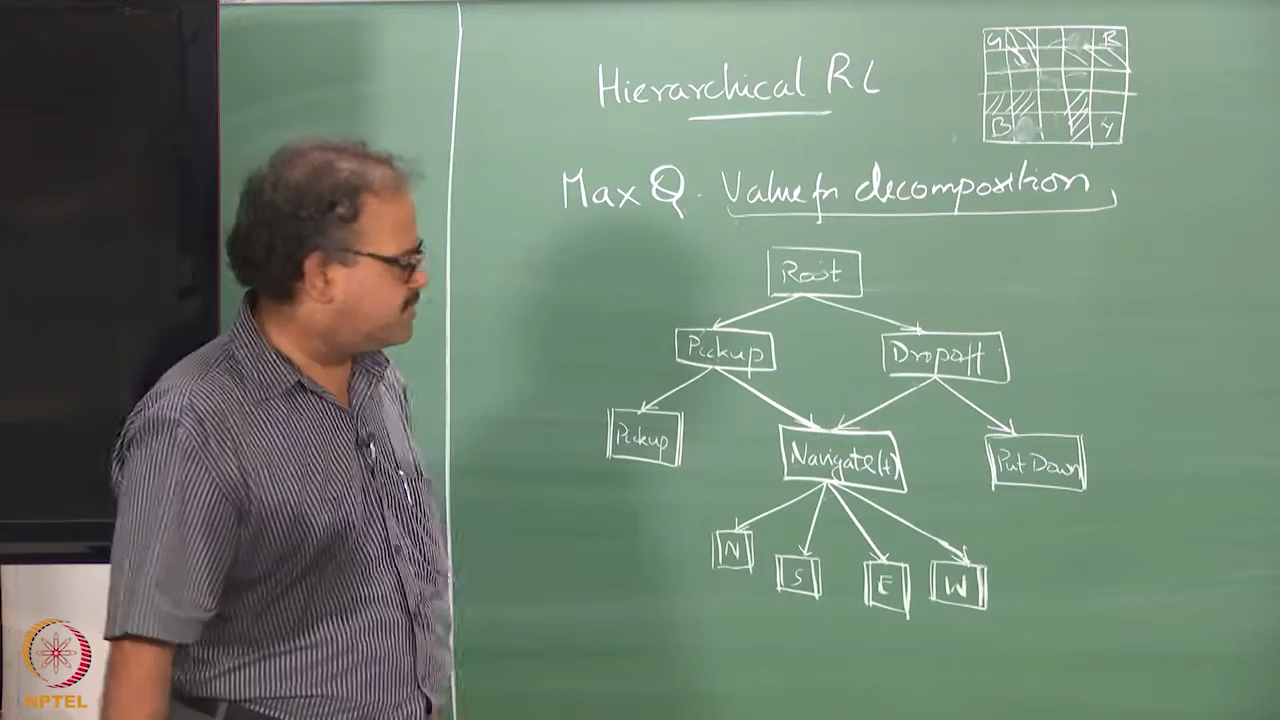 Hierarchical RL
G R
B Y
Max Q. Value fn decomposition
Root
Pickup Dropoff
Pickup Navigate(t) Put Down
N S E W
NPTEL